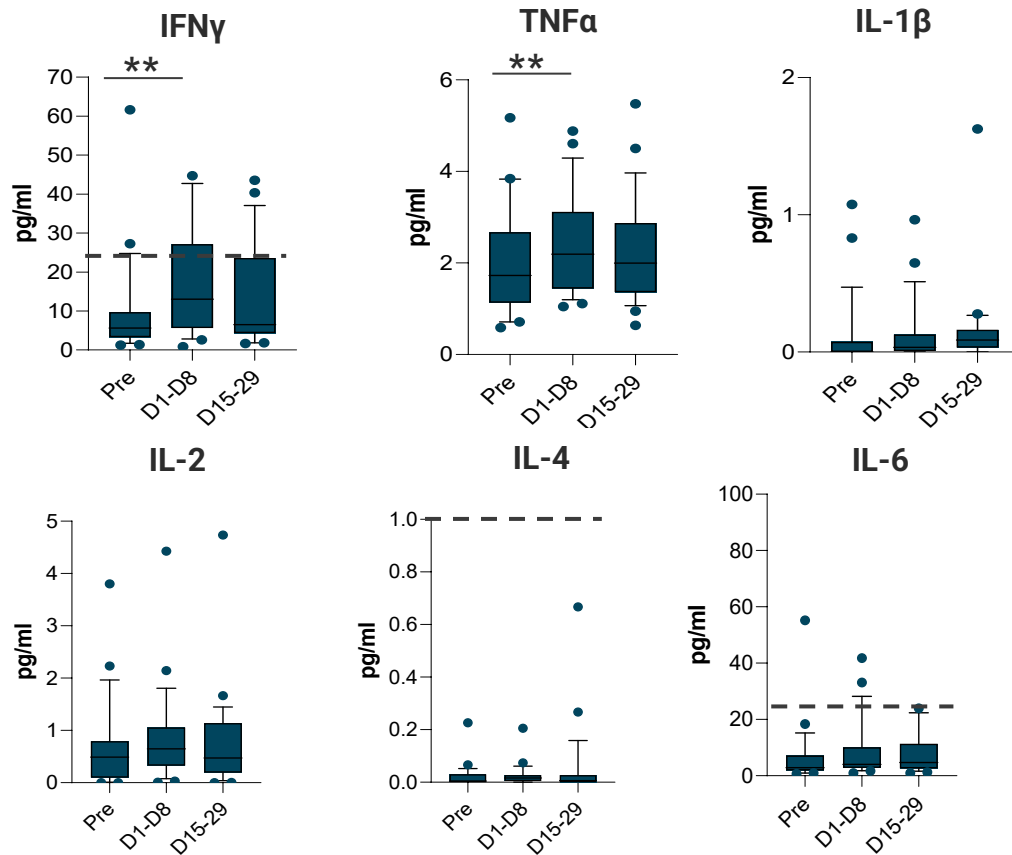 IFNγ
**
70
60
50
40
30
20
10
0
pg/ml
Pre
D1-D8
D15-29
TNFα
**
6
4
2
0
pg/ml
Pre
D1-D8
D15-29
IL-1β
2
1
0
pg/ml
Pre
D1-D8
D15-29
IL-2
5
4
3
2
1
0
pg/ml
Pre
D1-D8
D15-29
IL-4
1.0
0.8
0.6
0.4
0.2
0.0
pg/ml
Pre
D1-D8
D15-29
IL-6
100
80
60
40
20
0
pg/ml
Pre
D1-D8
D15-29